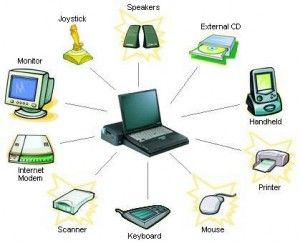 Speakers
Joystick
External CD
Monitor
Handheld
Internet
Modem
Printer
Scanner
Keyboard
Mouse